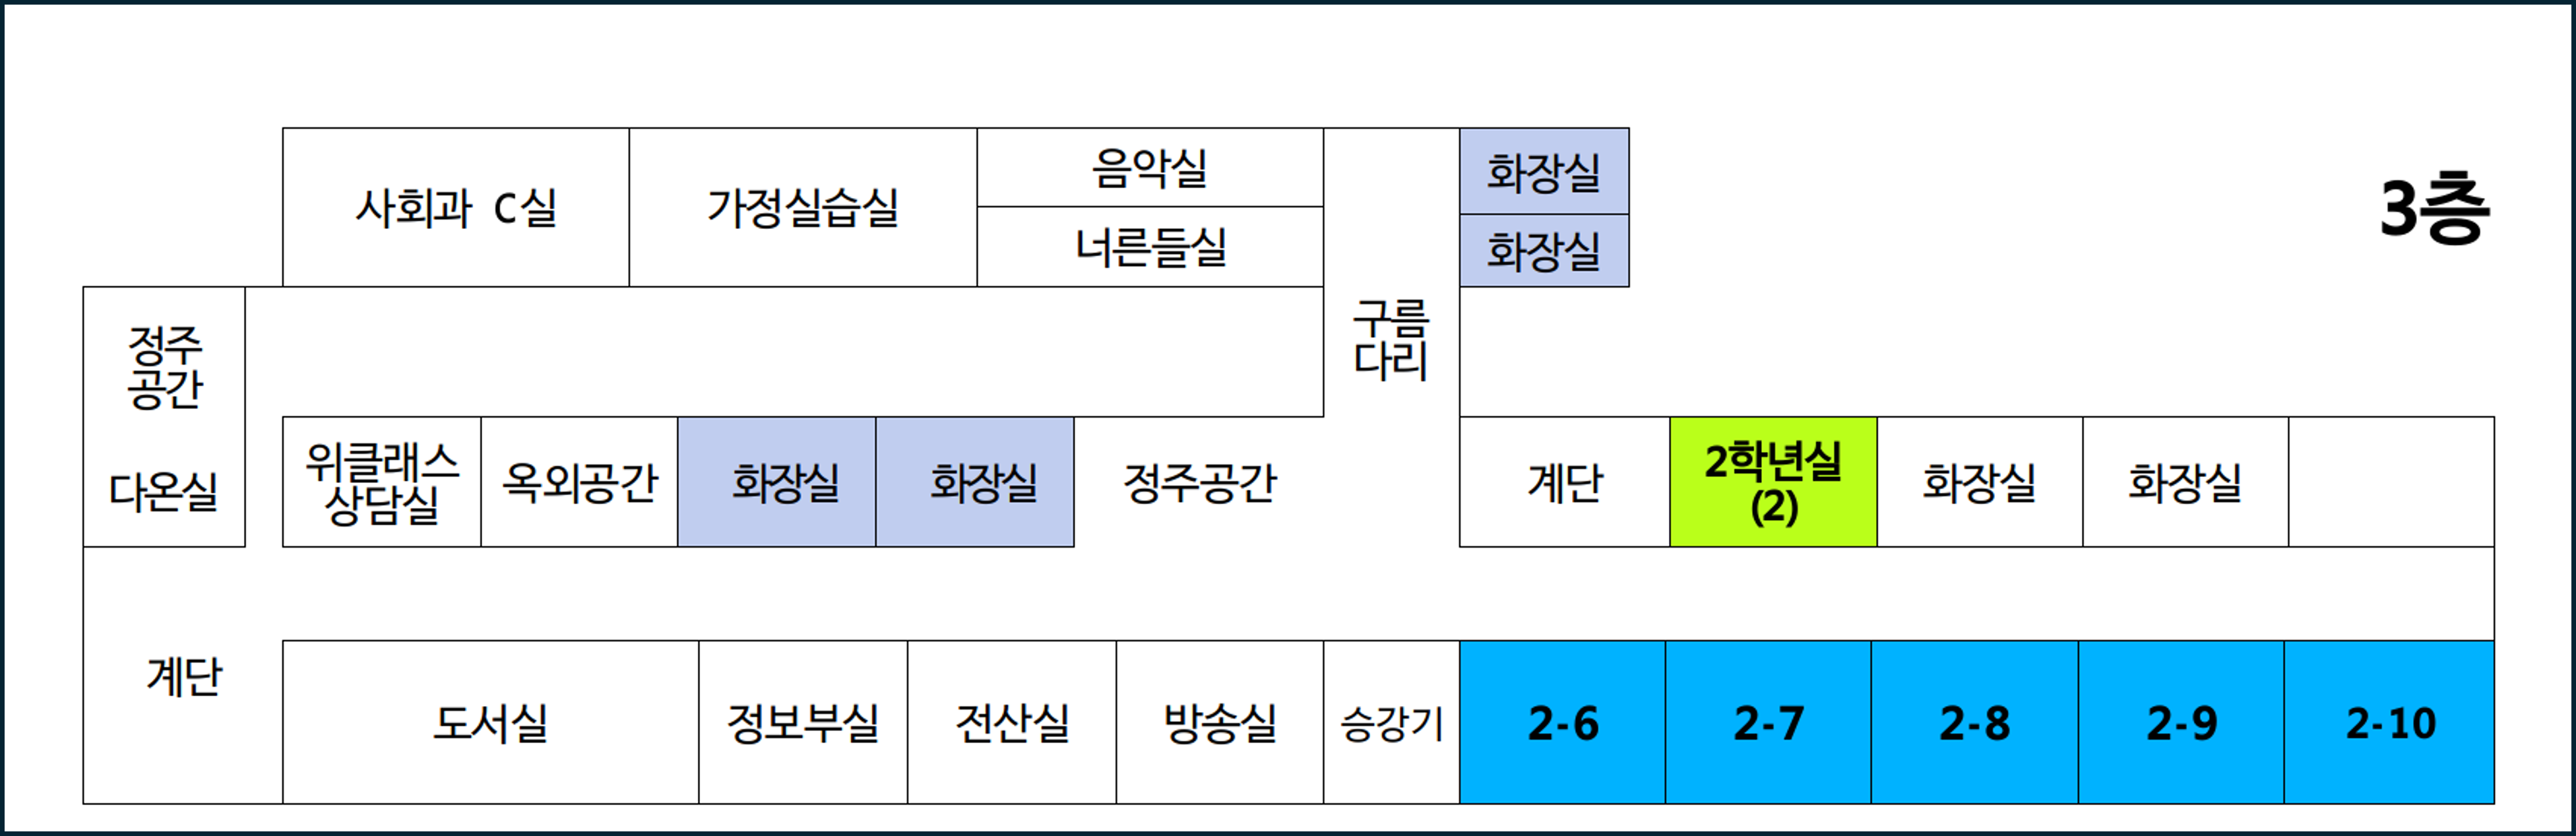 3층
사회과 C실
가정실습실
음악실
너른들실
화장실
화장실
구름
다리
정주
공간
다온실
위클래스
상담실
옥외공간
화장실
화장실
정주공간
계단
2학년실
(2)
화장실
화장실
계단
도서실
정보부실
전산실
방송실
승강기
2-6
2-7
2-8
2-9
2-10